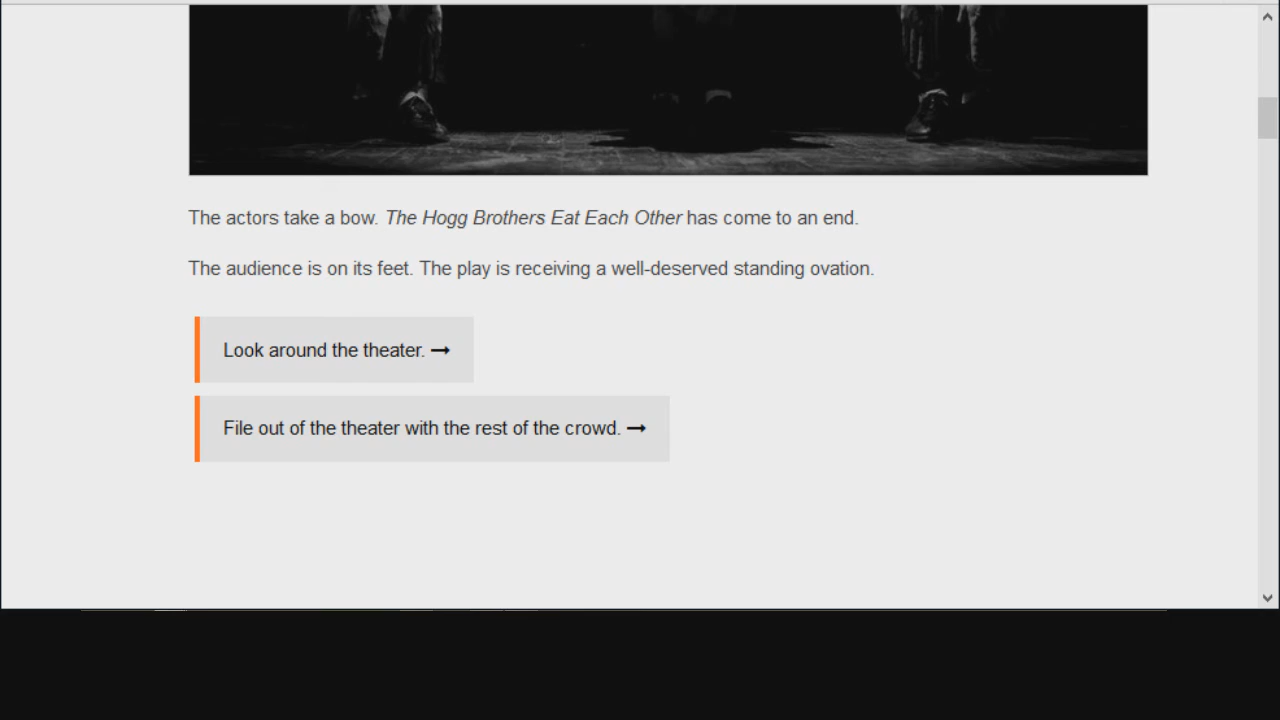 The actors take a bow. The Hogg Brothers Eat Each Other has come to an end.
The audience is on its feet. The play is receiving a well-deserved standing ovation.
Look around the theater. →
File out of the theater with the rest of the crowd. →